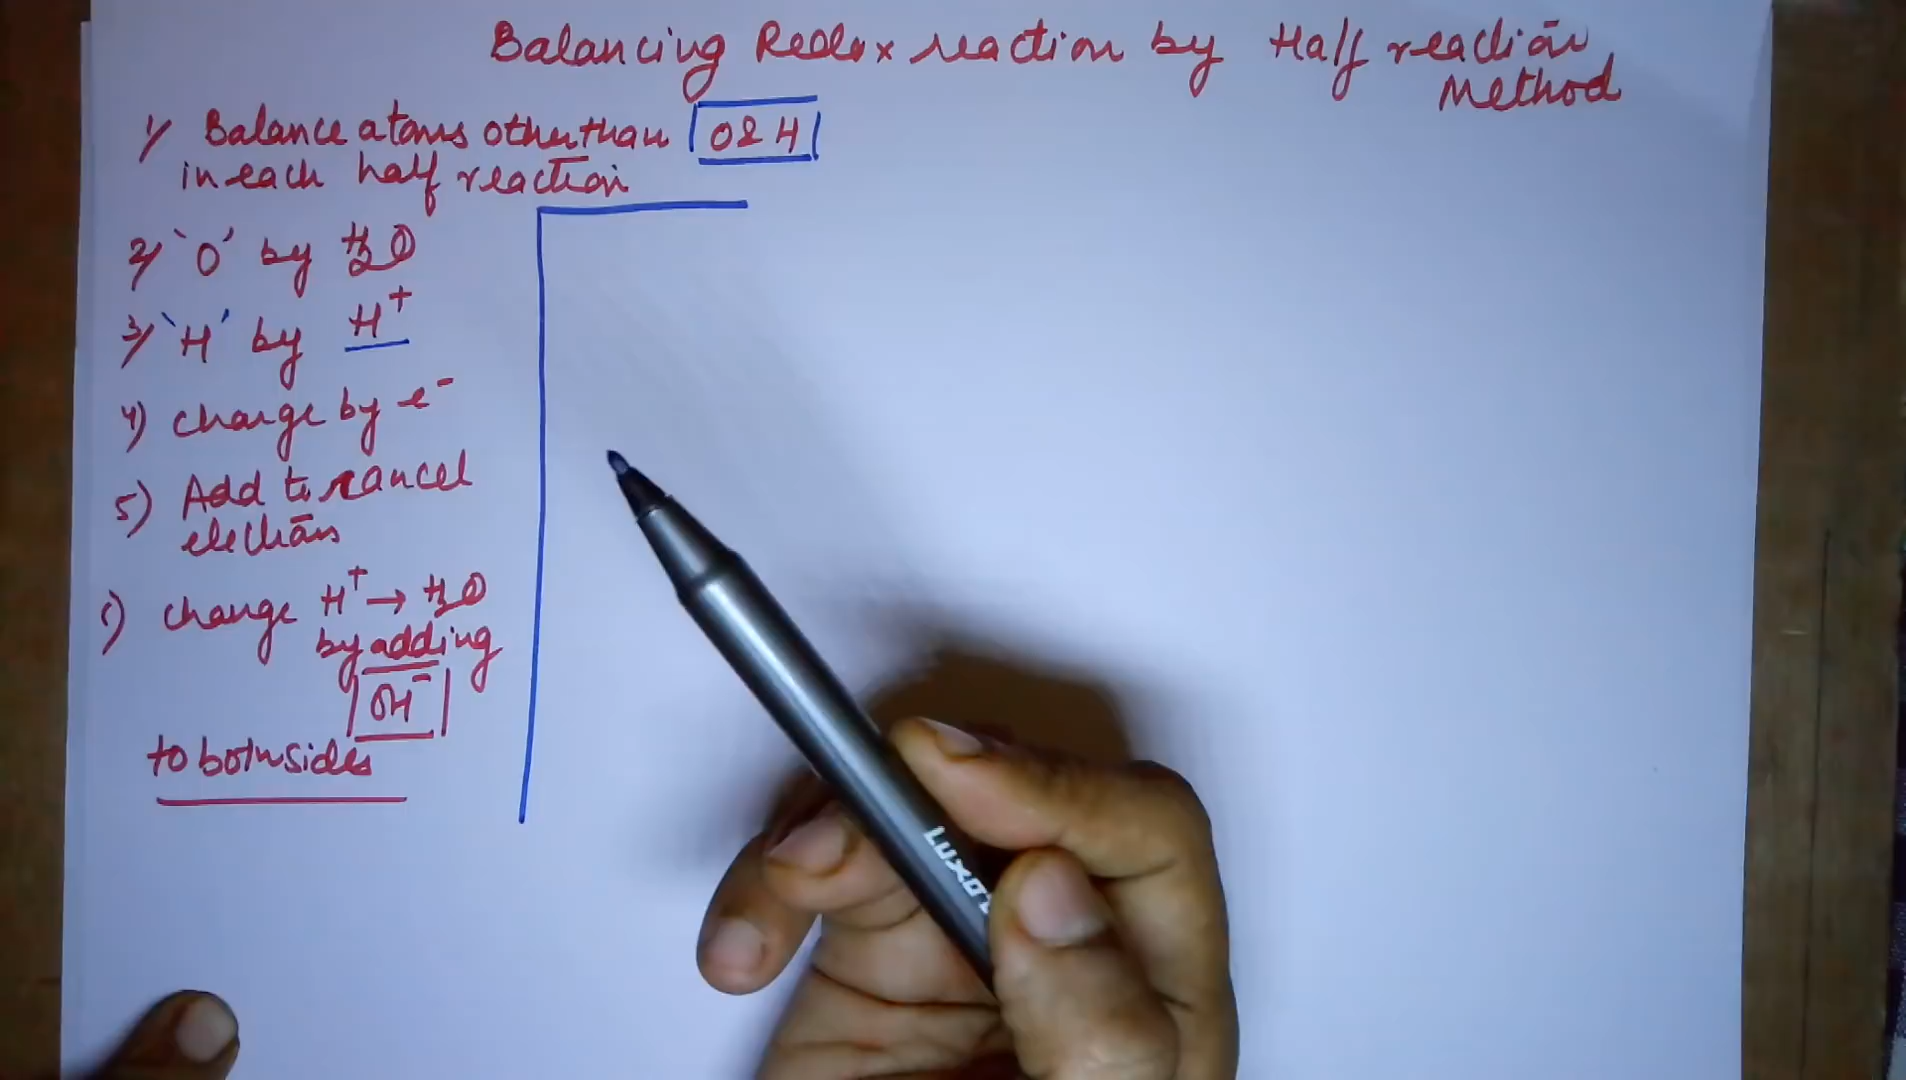 Balancing Redox reaction by Half reaction
Method
1) Balance atoms other than O & H
in each half reaction
2) 'O' by H2O
3) 'H' by H+
4) Charge by e-
5) Add to cancel
electrons
6) Change H+ → H2O
by adding
OH-
to both sides
LUXOR